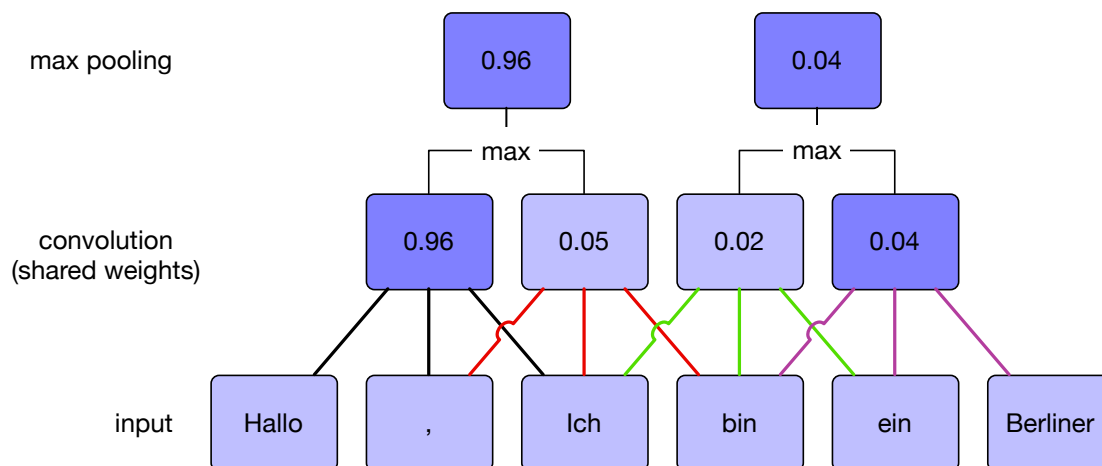 max pooling
0.96
0.04
max
max
convolution
(shared weights)
0.96
0.05
0.02
0.04
input
Hallo
,
Ich
bin
ein
Berliner